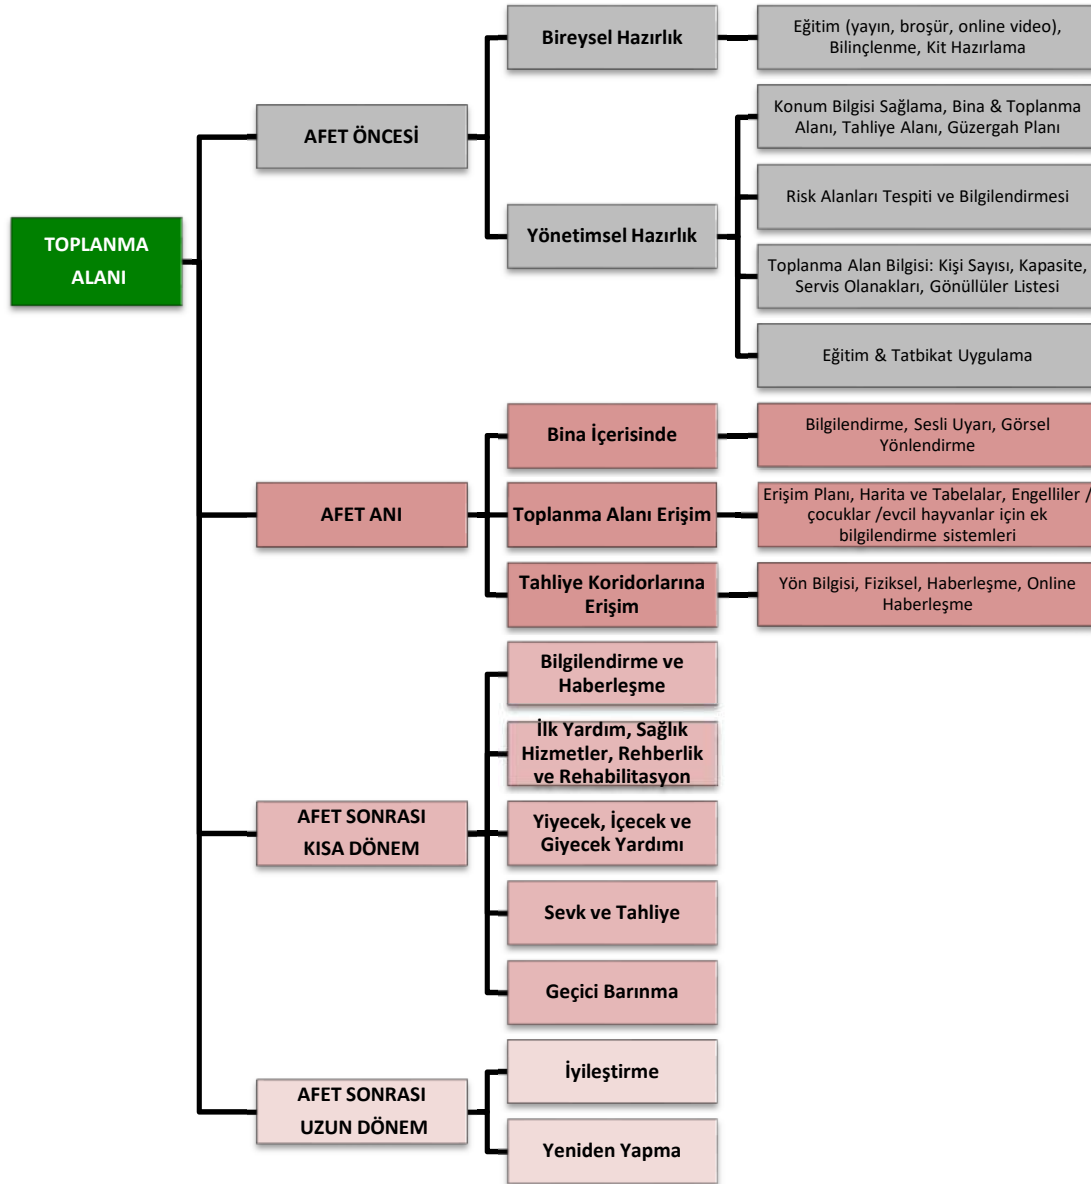 TOPLANMA
ALANI
AFET ÖNCESİ
Bireysel Hazırlık
Eğitim (yayın, broşür, online video),
Bilinçlenme, Kit Hazırlama
Yönetimsel Hazırlık
Konum Bilgisi Sağlama, Bina & Toplanma
Alanı, Tahliye Alanı, Güzergah Planı
Risk Alanları Tespiti ve Bilgilendirmesi
Toplanma Alan Bilgisi: Kişi Sayısı, Kapasite,
Servis Olanakları, Gönüllüler Listesi
Eğitim & Tatbikat Uygulama
AFET ANI
Bina İçerisinde
Bilgilendirme, Sesli Uyarı, Görsel
Yönlendirme
Toplanma Alanı Erişim
Erişim Planı, Harita ve Tabelalar, Engelliler /
çocuklar /evcil hayvanlar için ek
bilgilendirme sistemleri
Tahliye Koridorlarına
Erişim
Yön Bilgisi, Fiziksel, Haberleşme, Online
Haberleşme
AFET SONRASI
KISA DÖNEM
Bilgilendirme ve
Haberleşme
İlk Yardım, Sağlık
Hizmetler, Rehberlik
ve Rehabilitasyon
Yiyecek, İçecek ve
Giyecek Yardımı
Sevk ve Tahliye
Geçici Barınma
AFET SONRASI
UZUN DÖNEM
İyileştirme
Yeniden Yapma